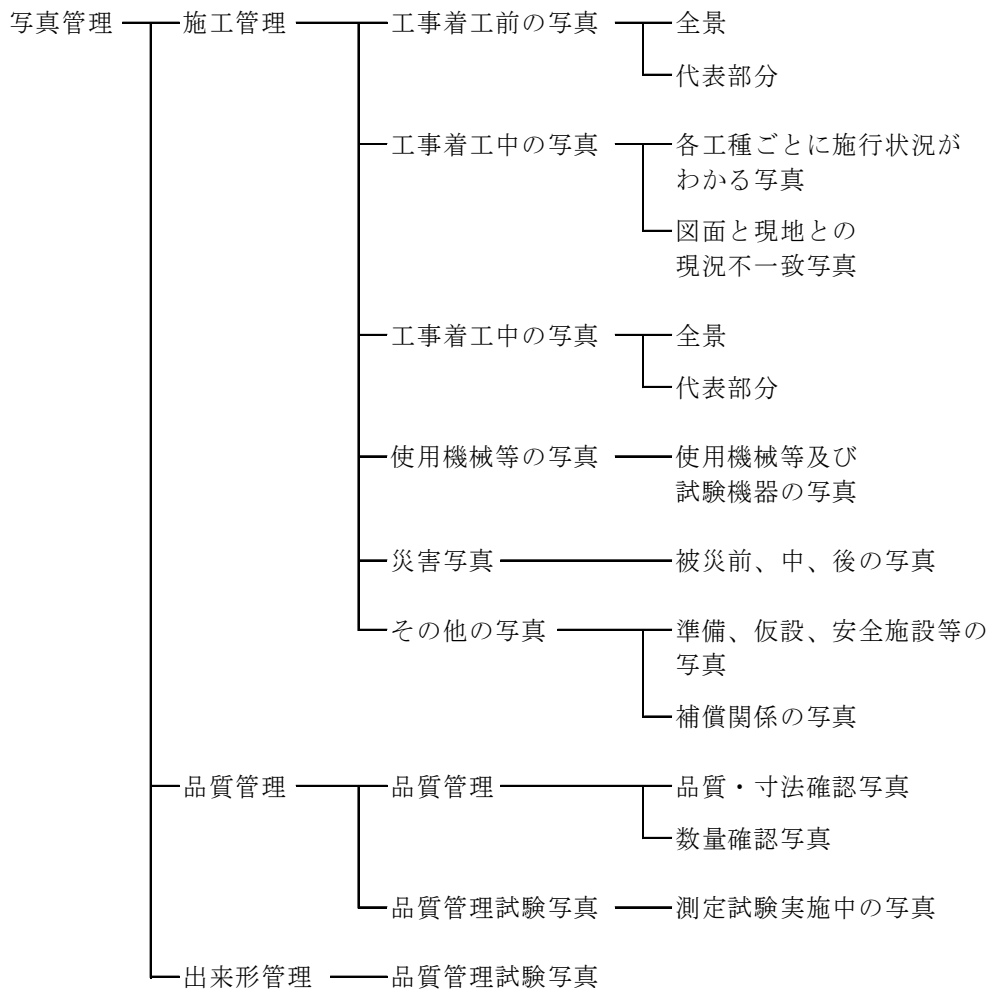 写真管理 施工管理 工事着工前の写真 全景
代表部分
工事着工中の写真 各工種ごとに施行状況が
わかる写真
図面と現地との
現況不一致写真
工事着工中の写真 全景
代表部分
使用機械等の写真 使用機械等及び
試験機器の写真
災害写真 被災前、中、後の写真
その他の写真 準備、仮設、安全施設等の
写真
補償関係の写真
品質管理 品質管理 品質・寸法確認写真
数量確認写真
品質管理試験写真 測定試験実施中の写真
出来形管理 品質管理試験写真